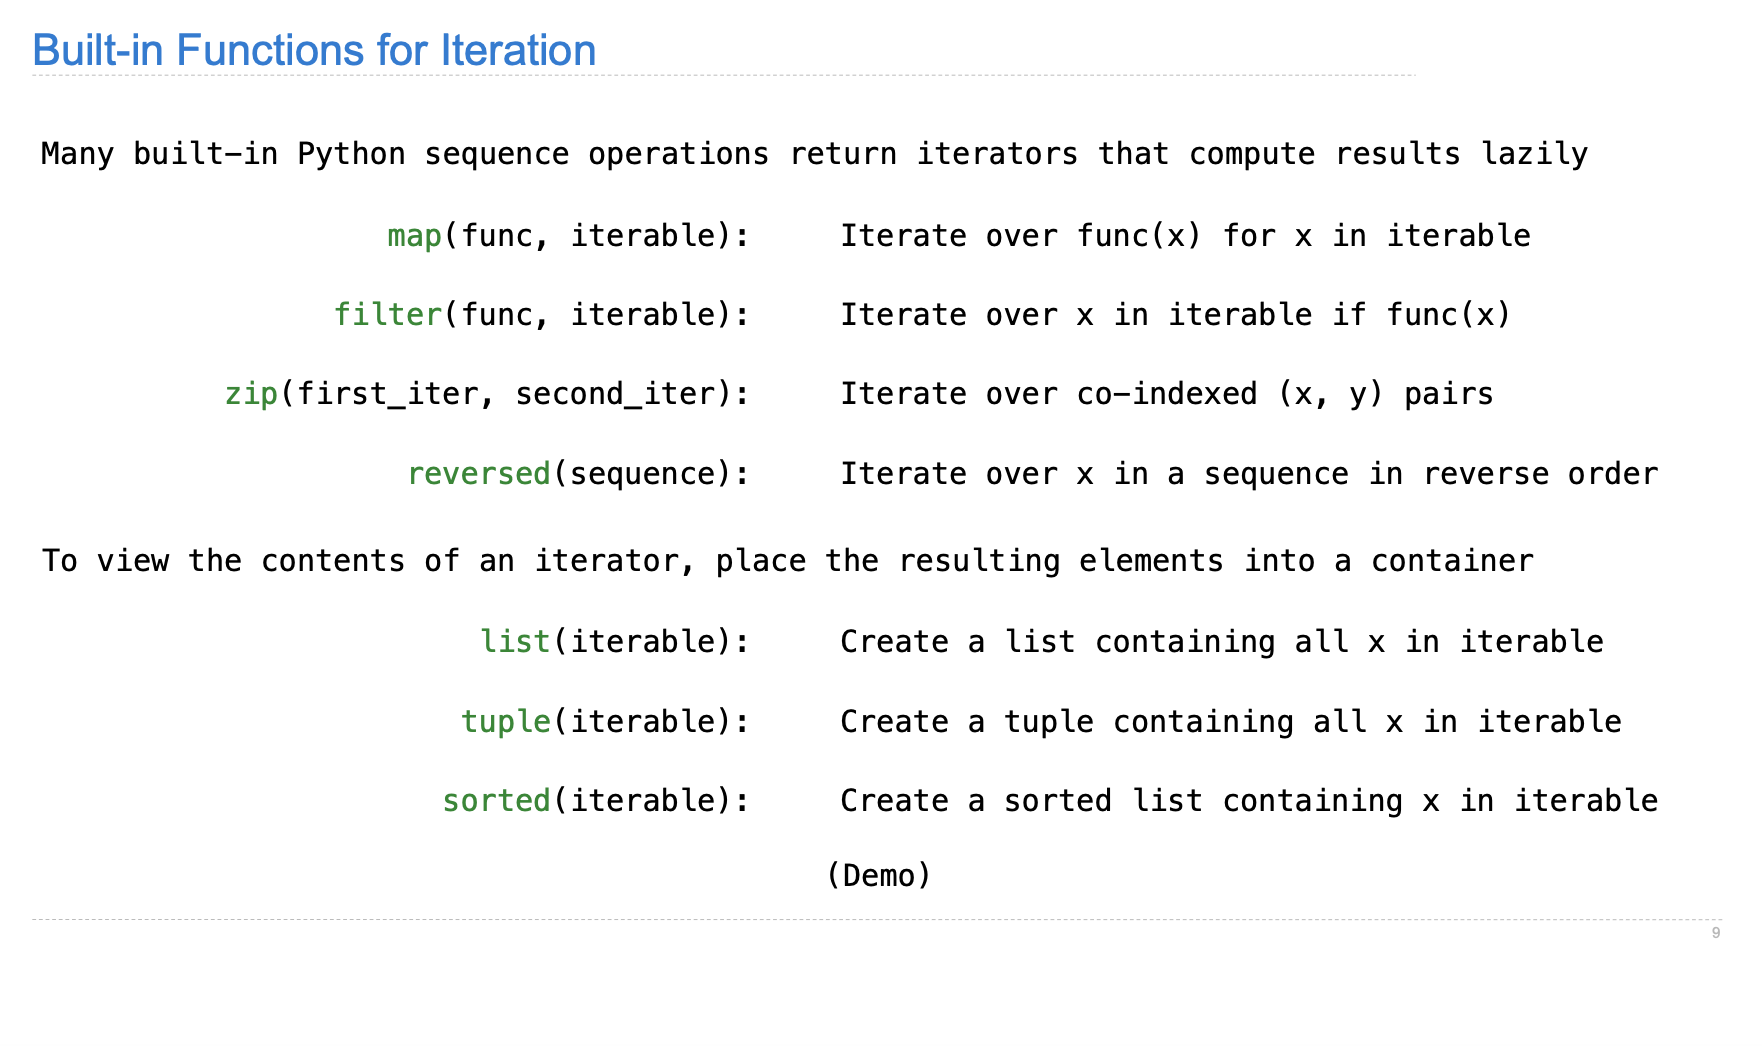 Built-in Functions for Iteration
Many built-in Python sequence operations return iterators that compute results lazily
map(func, iterable): Iterate over func(x) for x in iterable
filter(func, iterable): Iterate over x in iterable if func(x)
zip(first_iter, second_iter): Iterate over co-indexed (x, y) pairs
reversed(sequence): Iterate over x in a sequence in reverse order
To view the contents of an iterator, place the resulting elements into a container
list(iterable): Create a list containing all x in iterable
tuple(iterable): Create a tuple containing all x in iterable
sorted(iterable): Create a sorted list containing x in iterable
(Demo)
9